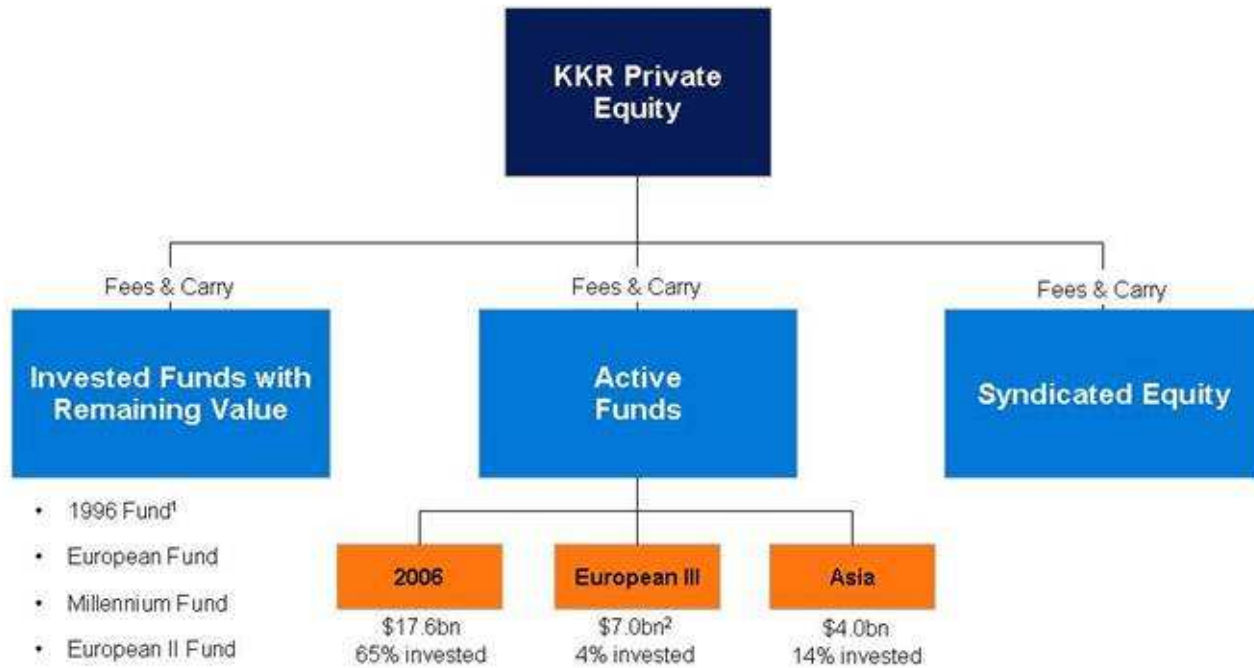 KKR Private
Equity
Fees & Carry
Fees & Carry
Fees & Carry
Invested Funds with
Remaining Value
Active
Funds
Syndicated Equity
• 1996 Fund¹
• European Fund
• Millennium Fund
• European II Fund
2006
European III
Asia
$17.6bn
65% invested
$7.0bn²
4% invested
$4.0bn
14% invested